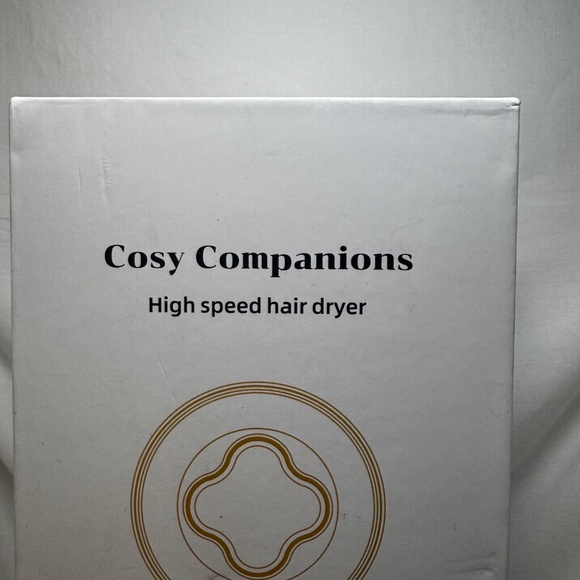 Cosy Companions
High speed hair dryer